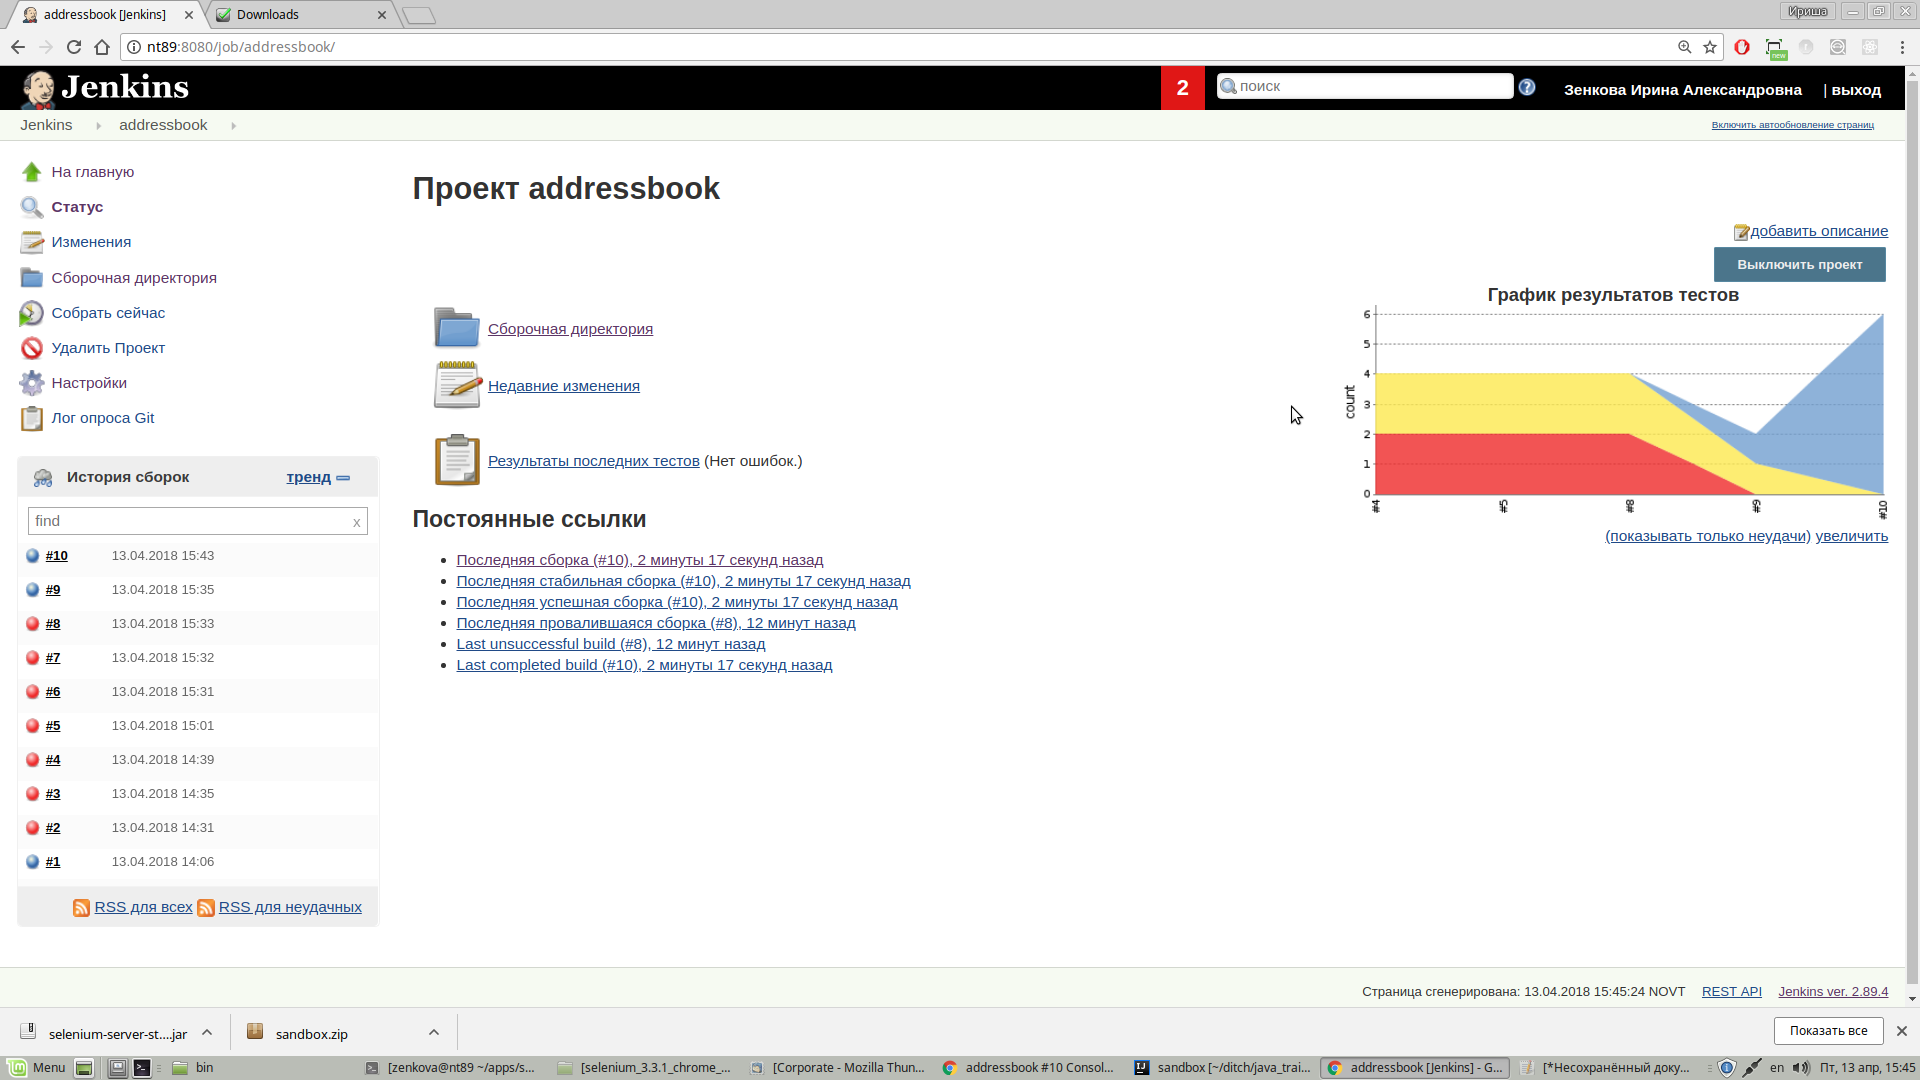 addressbook [Jenkins]
Downloads
Ириша
nt89:8080/job/addressbook/
new
Jenkins
2
поиск
Зенкова Ирина Александровна
| выход
Jenkins
addressbook
Включить автообновление страниц
На главную
Статус
Изменения
Сборочная директория
Собрать сейчас
Удалить Проект
Настройки
Лог опроса Git
История сборок
тренд
find
x
#10 13.04.2018 15:43
#9 13.04.2018 15:35
#8 13.04.2018 15:33
#7 13.04.2018 15:32
#6 13.04.2018 15:31
#5 13.04.2018 15:01
#4 13.04.2018 14:39
#3 13.04.2018 14:35
#2 13.04.2018 14:31
#1 13.04.2018 14:06
RSS для всех RSS для неудачных
Проект addressbook
добавить описание
Выключить проект
Сборочная директория
Недавние изменения
Результаты последних тестов (Нет ошибок.)
Постоянные ссылки
Последняя сборка (#10), 2 минуты 17 секунд назад
Последняя стабильная сборка (#10), 2 минуты 17 секунд назад
Последняя успешная сборка (#10), 2 минуты 17 секунд назад
Последняя провалившаяся сборка (#8), 12 минут назад
Last unsuccessful build (#8), 12 минут назад
Last completed build (#10), 2 минуты 17 секунд назад
График результатов тестов
6
5
4
3
2
1
0
count
#4 #5 #8 #9 #10
(показывать только неудачи) увеличить
Страница сгенерирована: 13.04.2018 15:45:24 NOVT REST API Jenkins ver. 2.89.4
selenium-server-st....jar
sandbox.zip
Показать все
Menu
bin
[zenkova@nt89 ~/apps/s...
[selenium_3.3.1_chrome_...
[Corporate - Mozilla Thun...
addressbook #10 Consol...
sandbox [~/ditch/java_trai...
addressbook [Jenkins] - G...
[*Несохранённый доку...
en
Пт, 13 апр, 15:45